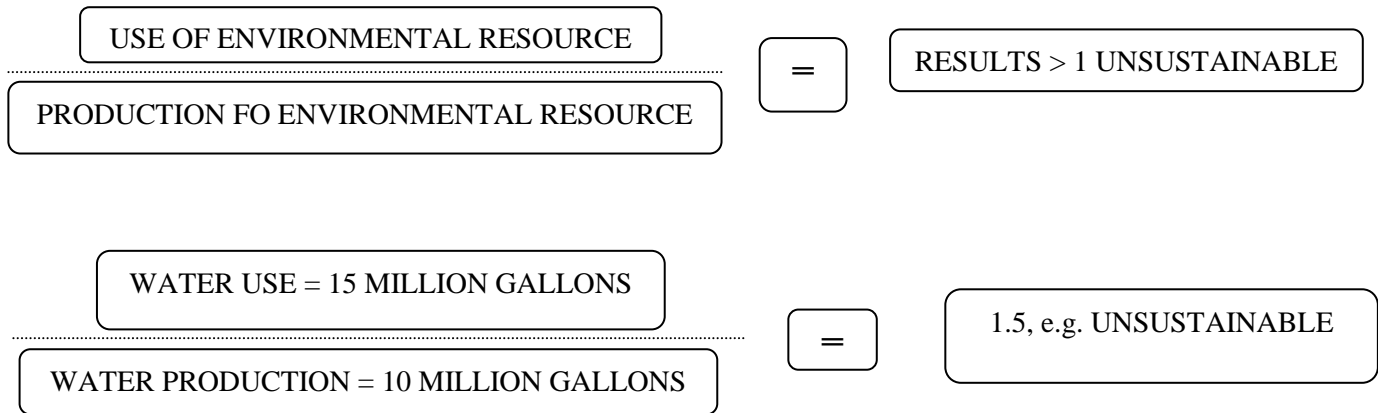 USE OF ENVIRONMENTAL RESOURCE
=
RESULTS > 1 UNSUSTAINABLE
PRODUCTION FO ENVIRONMENTAL RESOURCE
WATER USE = 15 MILLION GALLONS
=
1.5, e.g. UNSUSTAINABLE
WATER PRODUCTION = 10 MILLION GALLONS